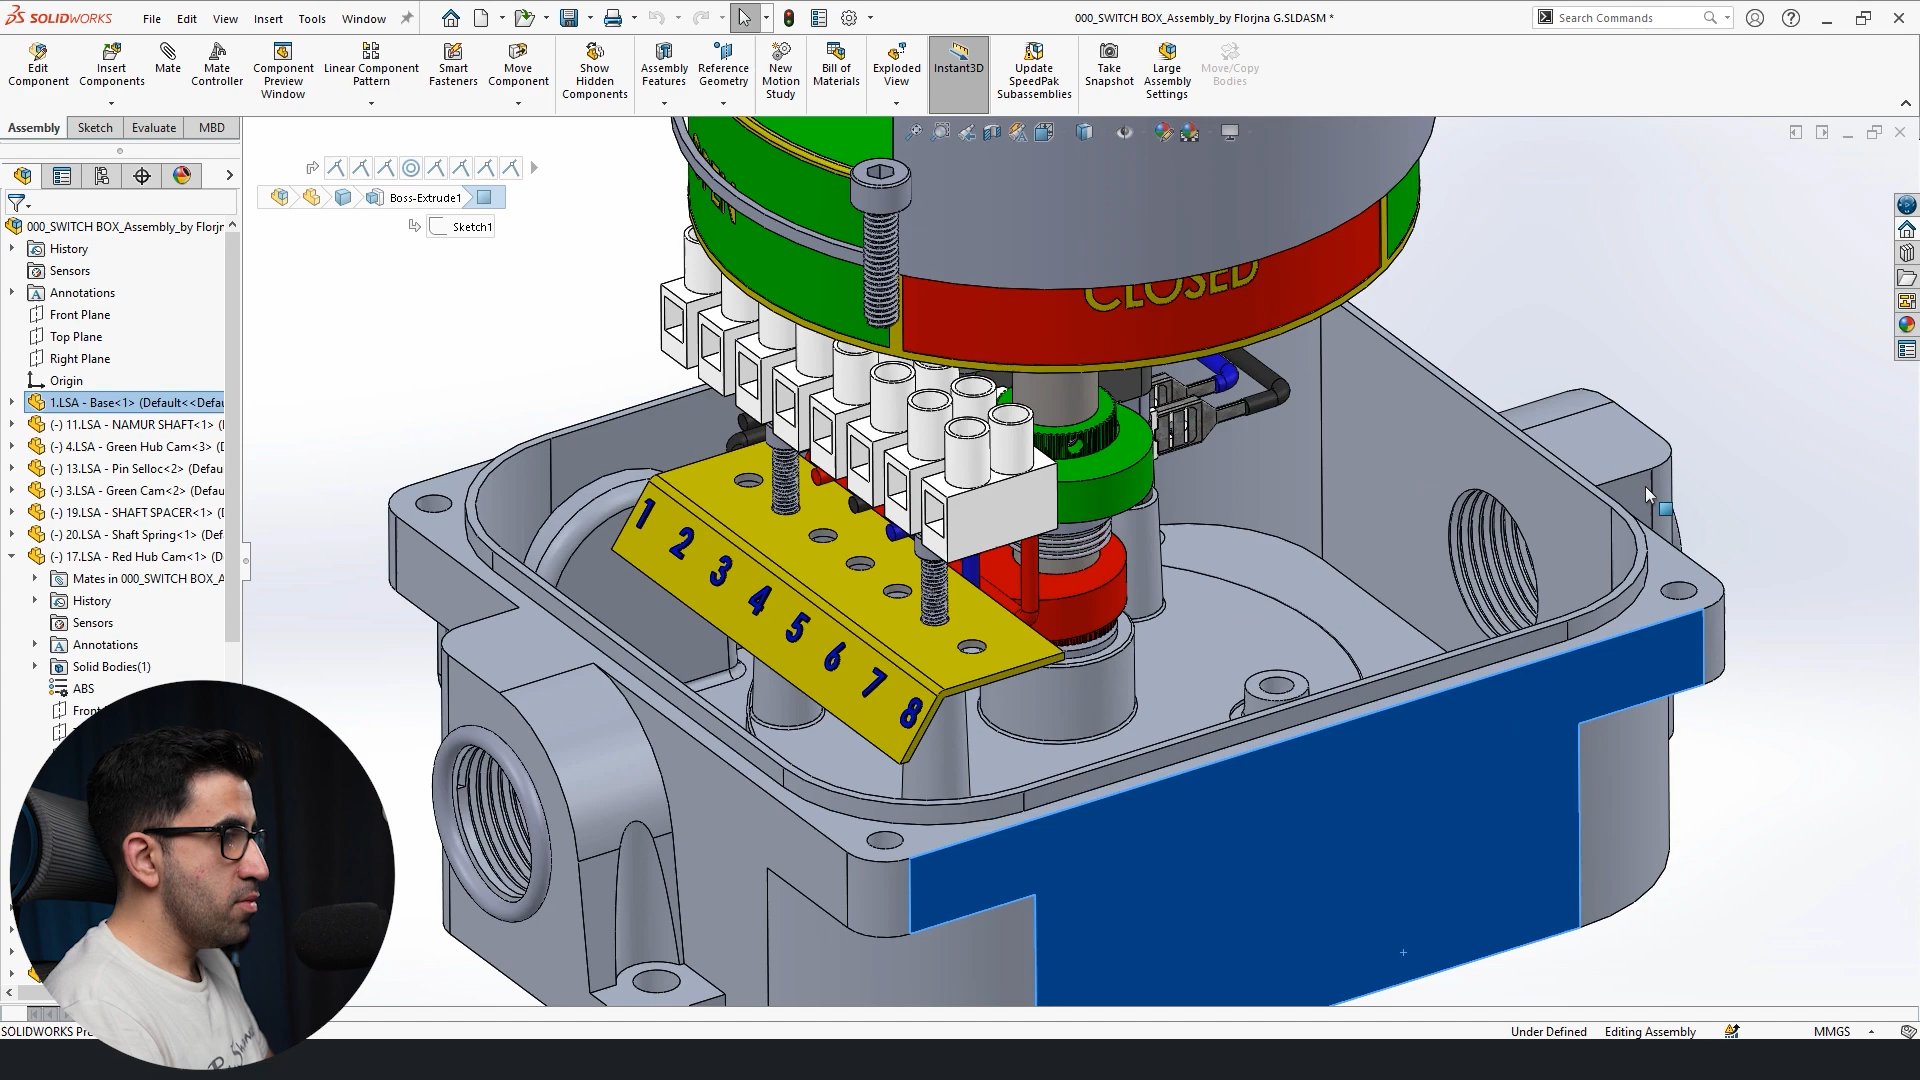 SOLIDWORKS
File Edit View Insert Tools Window
000_SWITCH BOX_Assembly_by Florjna G.SLDASM *
Search Commands
Edit Component
Insert Components
Mate
Mate Controller
Component Preview Window
Linear Component Pattern
Smart Fasteners
Move Component
Show Hidden Components
Assembly Features
Reference Geometry
New Motion Study
Bill of Materials
Exploded View
Instant3D
Update SpeedPak Subassemblies
Take Snapshot
Large Assembly Settings
Move/Copy Bodies
Assembly Sketch Evaluate MBD
Boss-Extrude1
Sketch1
000_SWITCH BOX_Assembly_by Florjn
History
Sensors
Annotations
Front Plane
Top Plane
Right Plane
Origin
1.LSA - Base<1> (Default<<Defau
(-) 11.LSA - NAMUR SHAFT<1> (
(-) 4.LSA - Green Hub Cam<3> (D
(-) 13.LSA - Pin Selloc<2> (Defau
(-) 3.LSA - Green Cam<2> (Defau
(-) 19.LSA - SHAFT SPACER<1> (D
(-) 20.LSA - Shaft Spring<1> (Def
(-) 17.LSA - Red Hub Cam<1> (D
Mates in 000_SWITCH BOX_A
History
Sensors
Annotations
Solid Bodies(1)
ABS
Front
CLOSED
1 2 3 4 5 6 7 8
SOLIDWORKS Pre
Under Defined
Editing Assembly
MMGS